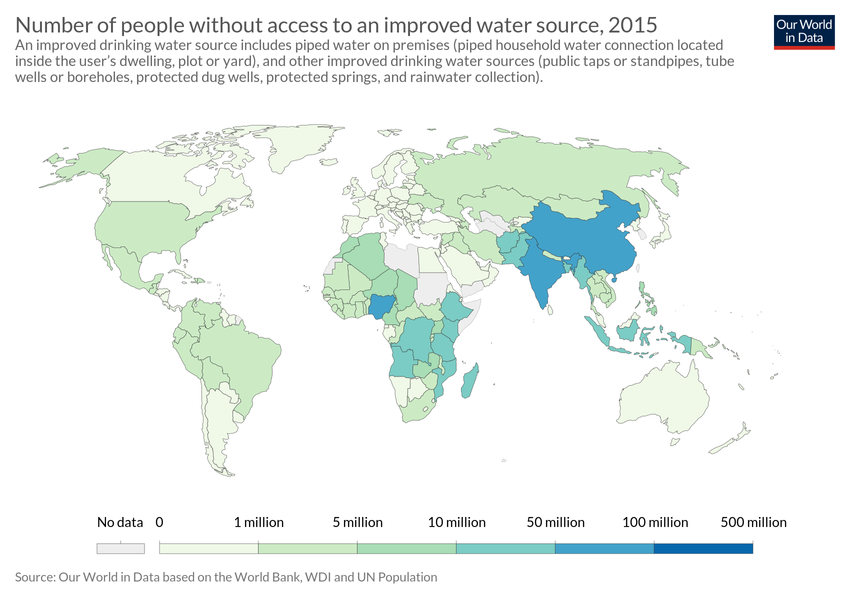 Number of people without access to an improved water source, 2015
Our World
in Data
An improved drinking water source includes piped water on premises (piped household water connection located
inside the user's dwelling, plot or yard), and other improved drinking water sources (public taps or standpipes, tube
wells or boreholes, protected dug wells, protected springs, and rainwater collection).
No data 0 1 million 5 million 10 million 50 million 100 million 500 million
Source: Our World in Data based on the World Bank, WDI and UN Population